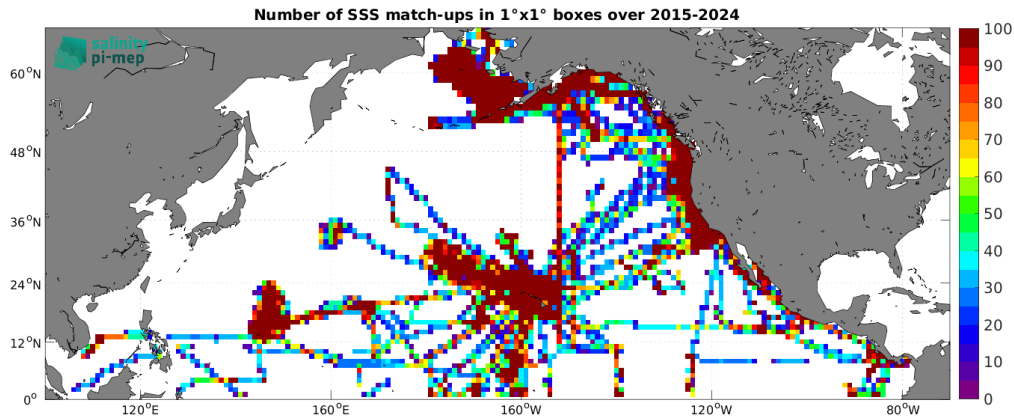 Number of SSS match-ups in 1°x1° boxes over 2015-2024
salinity
pi-mep
60°N
48°N
36°N
24°N
12°N
0°
120°E
160°E
160°W
120°W
80°W
100
90
80
70
60
50
40
30
20
10
0